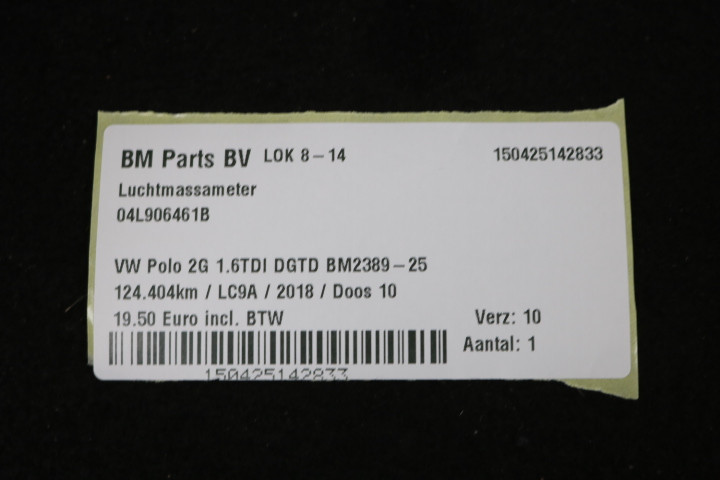 BM Parts BV LOK 8-14 150425142833
Luchtmassameter
04L906461B
VW Polo 2G 1.6TDI DGTD BM2389-25
124.404km / LC9A / 2018 / Doos 10
19.50 Euro incl. BTW Verz: 10
Aantal: 1
150425142833